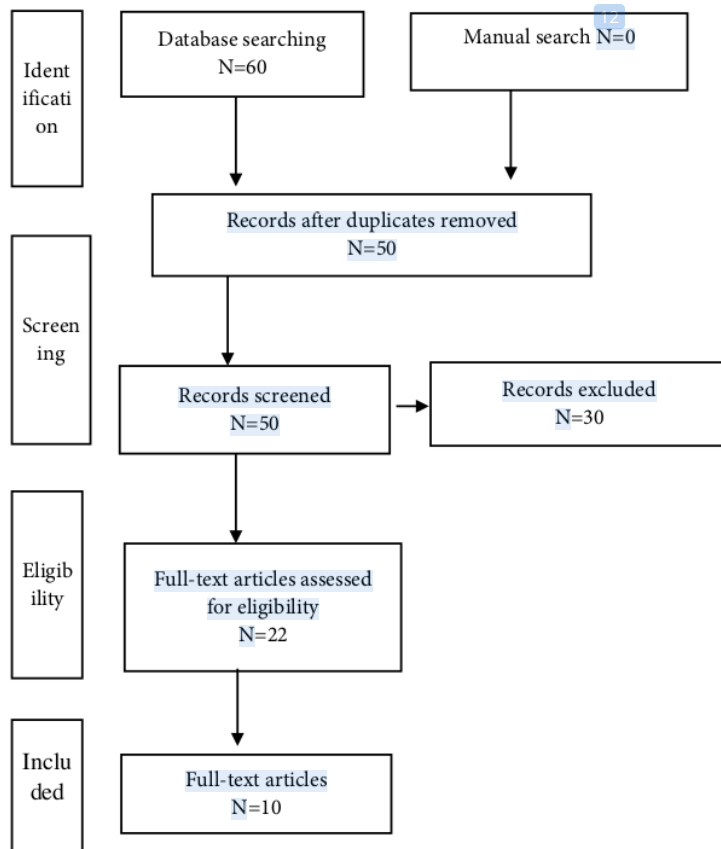 12
Database searching
N=60
Manual search N=0
Ident
ificati
on
Records after duplicates removed
N=50
Screen
ing
Records screened
N=50
Records excluded
N=30
Eligib
ility
Full-text articles assessed
for eligibility
N=22
Inclu
ded
Full-text articles
N=10